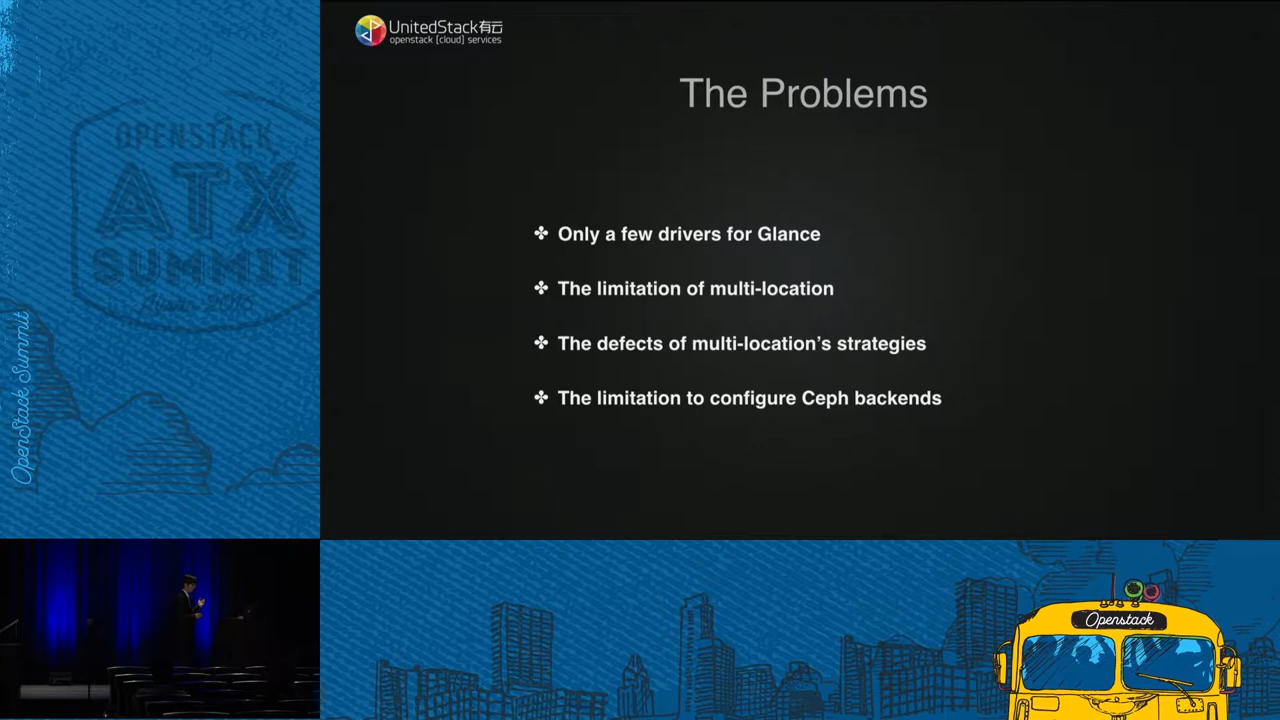 UnitedStack有云
openstack [cloud] services
The Problems
✤ Only a few drivers for Glance
✤ The limitation of multi-location
✤ The defects of multi-location’s strategies
✤ The limitation to configure Ceph backends
OPENSTACK
ATX
SUMMIT
Austin 2016
OpenStack Summit
Openstack